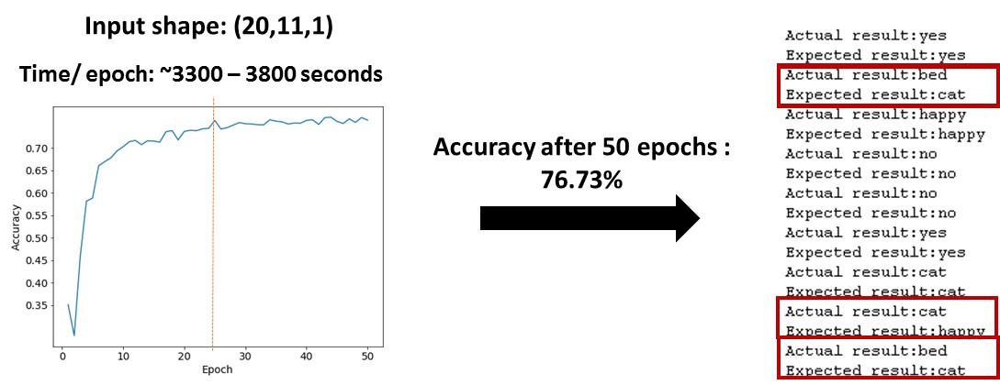 Input shape: (20,11,1)
Time/ epoch: ~3300 – 3800 seconds
0.70
0.65
0.60
0.55
0.50
0.45
0.40
0.35
Accuracy
0 10 20 30 40 50
Epoch
Accuracy after 50 epochs :
76.73%
Actual result:yes
Expected result:yes
Actual result:bed
Expected result:cat
Actual result:happy
Expected result:happy
Actual result:no
Expected result:no
Actual result:no
Expected result:no
Actual result:yes
Expected result:yes
Actual result:cat
Expected result:cat
Actual result:cat
Expected result:happy
Actual result:bed
Expected result:cat